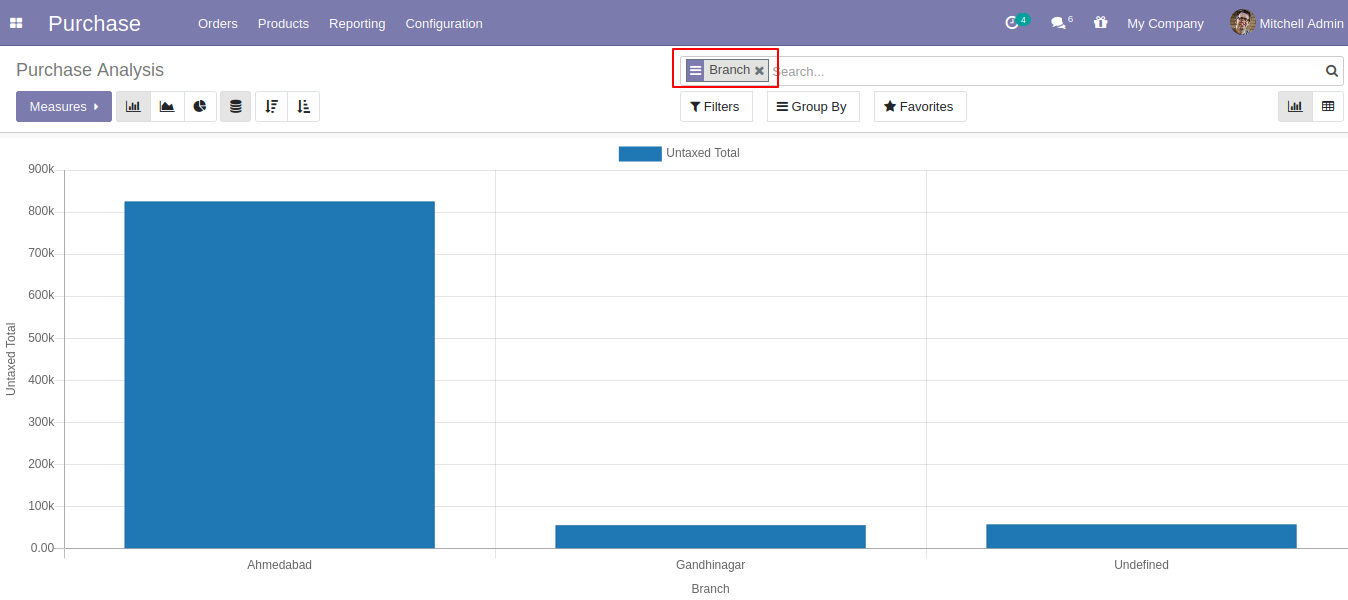 Purchase Orders Products Reporting Configuration 4 6 My Company Mitchell Admin
Purchase Analysis Branch Search...
Measures Filters Group By Favorites
Untaxed Total
900k
800k
700k
600k
500k
400k
300k
200k
100k
0.00
Untaxed Total
Ahmedabad Gandhinagar Undefined
Branch